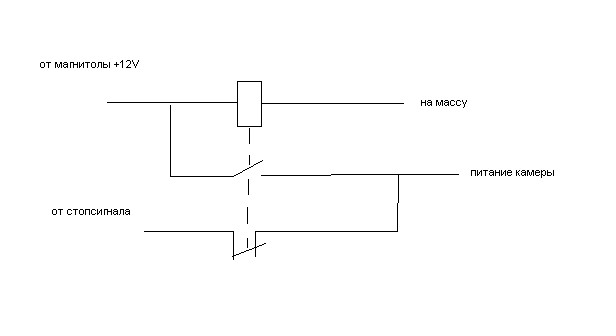 от магнитолы +12V
на массу
питание камеры
от стопсигнала